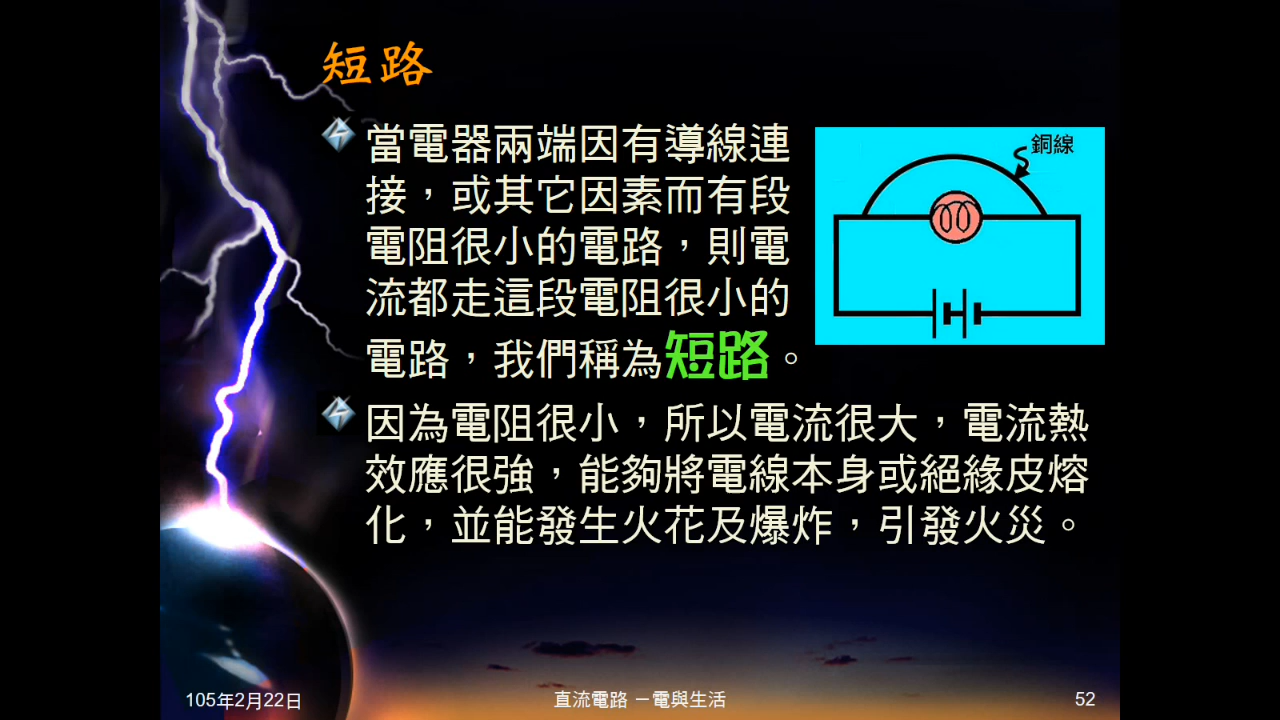 短路
當電器兩端因有導線連
接，或其它因素而有段
電阻很小的電路，則電
流都走這段電阻很小的
電路，我們稱為短路。
銅線
因為電阻很小，所以電流很大，電流熱
效應很強，能夠將電線本身或絕緣皮熔
化，並能發生火花及爆炸，引發火災。
105年2月22日
直流電路 －電與生活
52